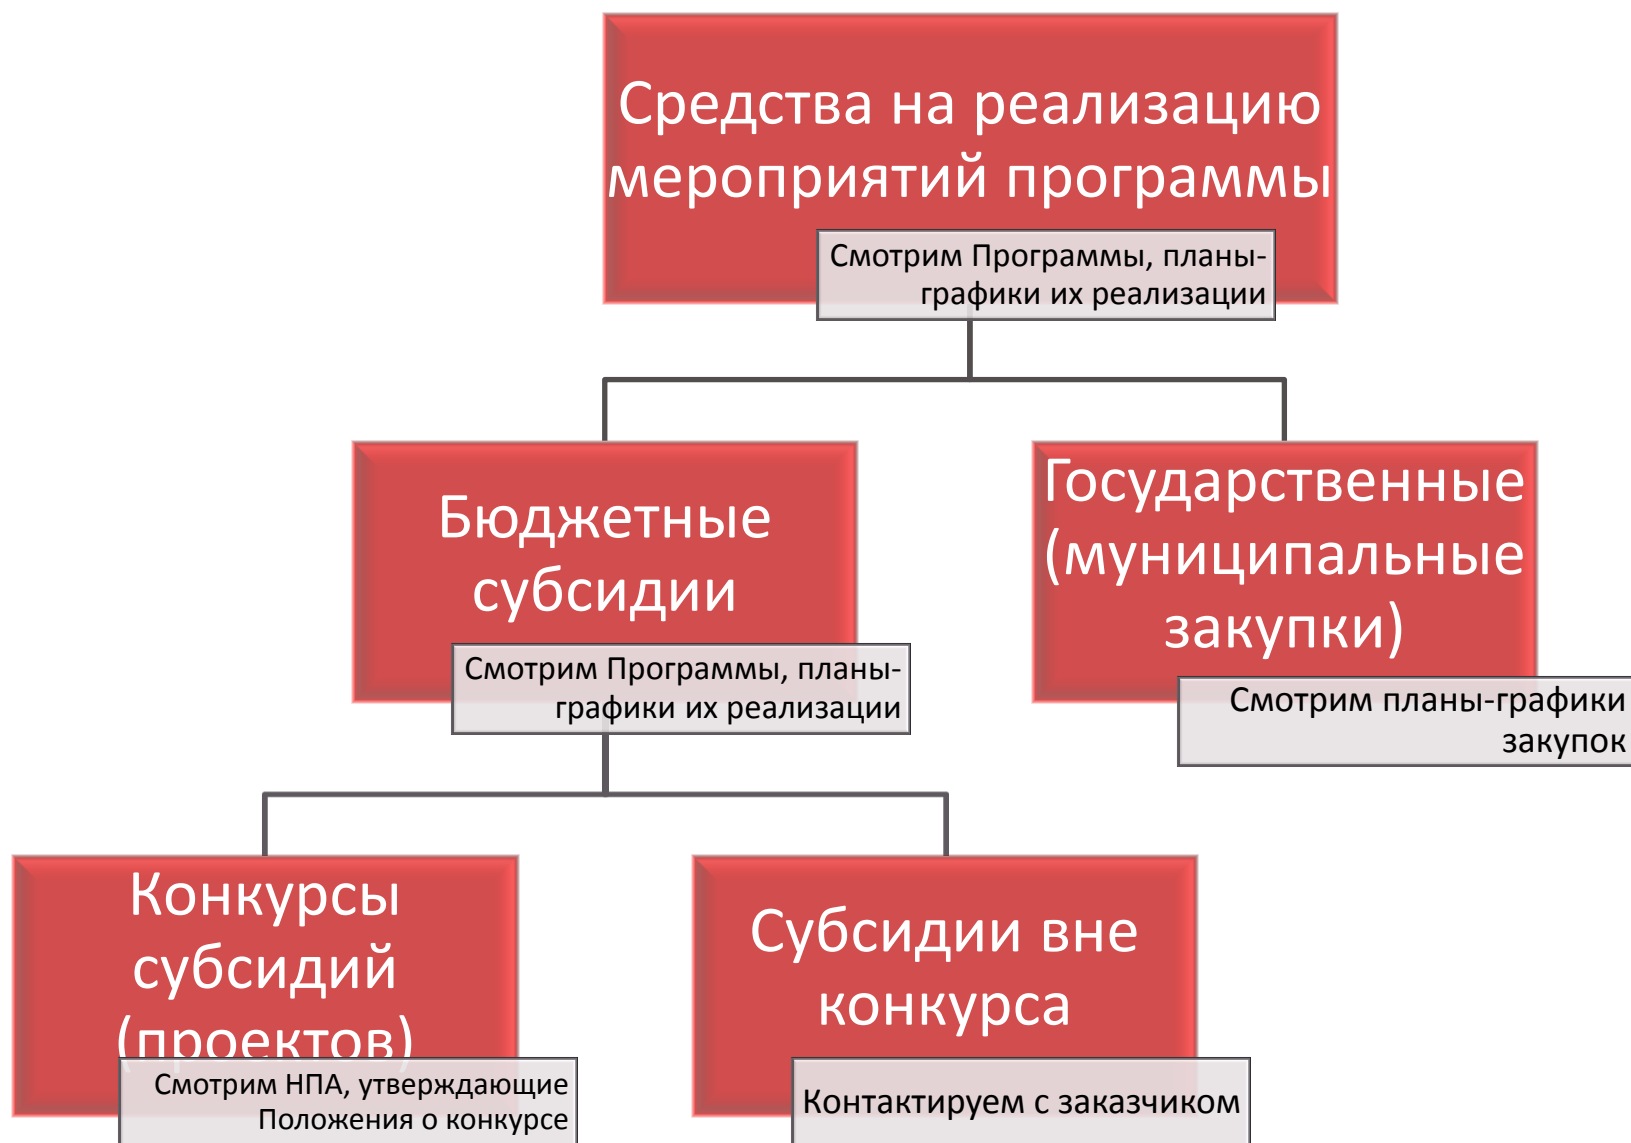 Средства на реализацию
мероприятий программы
Смотрим Программы, планы-
графики их реализации
Бюджетные
субсидии
Смотрим Программы, планы-
графики их реализации
Государственные
(муниципальные
закупки)
Смотрим планы-графики
закупок
Конкурсы
субсидий
(проектов)
Смотрим НПА, утверждающие
Положения о конкурсе
Субсидии вне
конкурса
Контактируем с заказчиком